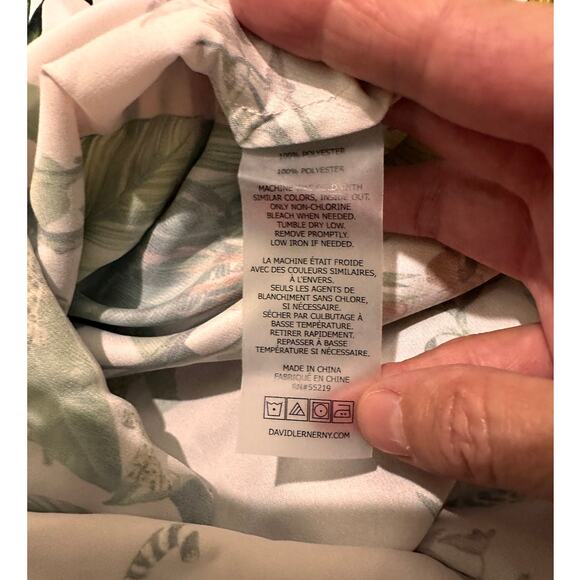 100% POLYESTER
100% POLYESTER
MACHINE WASH COLD WITH
SIMILAR COLORS, INSIDE OUT.
ONLY NON-CHLORINE
BLEACH WHEN NEEDED.
TUMBLE DRY LOW.
REMOVE PROMPTLY.
LOW IRON IF NEEDED.
LA MACHINE ÉTAIT FROIDE
AVEC DES COULEURS SIMILAIRES,
À L'ENVERS.
SEULS LES AGENTS DE
BLANCHIMENT SANS CHLORE,
SI NÉCESSAIRE.
SÉCHER PAR CULBUTAGE À
BASSE TEMPÉRATURE.
RETIRER RAPIDEMENT.
REPASSER À BASSE
TEMPÉRATURE SI NÉCESSAIRE.
MADE IN CHINA
FABRIQUÉ EN CHINE
RN#55219
DAVIDLERNERNY.COM